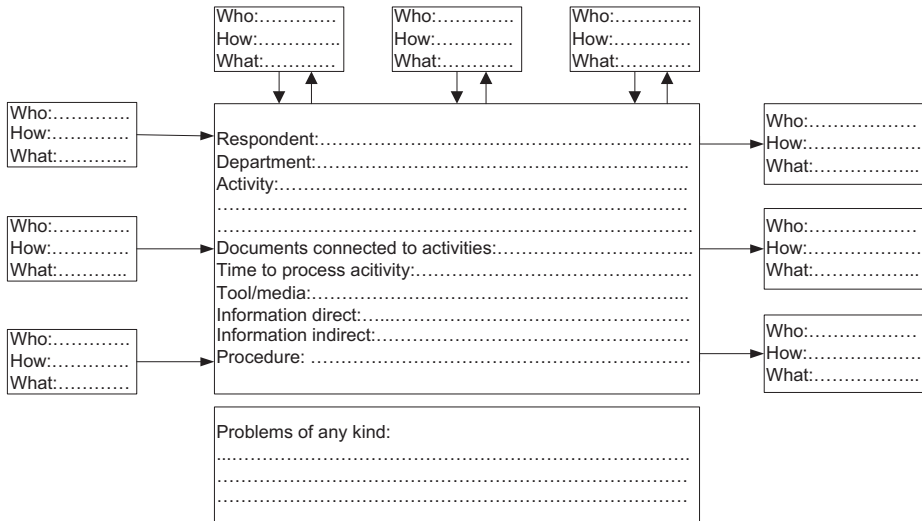 Who:………….
How:…………..
What:…………
Who:………….
How:………….
What:…………
Who:………….
How:………….
What:…………
Who:………….
How:………….
What:………...
Who:………….
How:………….
What:………...
Who:………….
How:………….
What:…………
Respondent:…………………………………………………………..
Department:…………………………………………………………..
Activity:………………………………………………………………..
…………………………………………………………………………
…………………………………………………………………………
Documents connected to activities:……………………………..
Time to process acitivity:…………………………………………
Tool/media:…………………………………………………………...
Information direct:…...……………………………………………
Information indirect:………………………………………………..
Procedure: …………………………………………………………
Who:………………
How:……………….
What:……………...
Who:………………
How:……………….
What:……………...
Who:………………
How:……………….
What:……………...
Problems of any kind:
...………………………………………………………………………
…………………………………………………………………………
…………………………………………………………………………